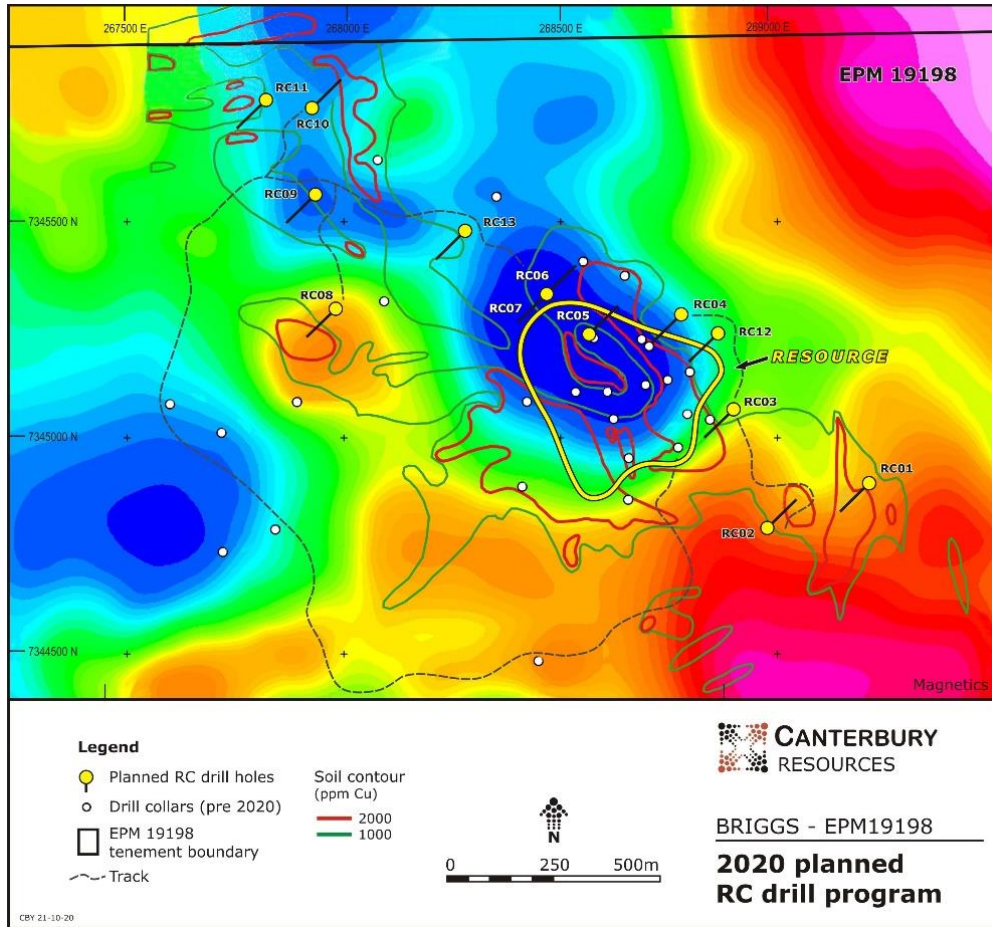 267500 E
268000 E
268500 E
269000 E
EPM 19198
RC11
RC10
RC09
RC13
7345500 N
RC06
RC08
RC07
RC04
RC05
RC12
RESOURCE
RC03
7345000 N
RC01
RC02
7344500 N
Magnetics
Legend
Planned RC drill holes
Drill collars (pre 2020)
EPM 19198
tenement boundary
Track
Soil contour
(ppm Cu)
2000
1000
N
0 250 500m
CANTERBURY
RESOURCES
BRIGGS - EPM19198
2020 planned
RC drill program
CBY 21-10-20